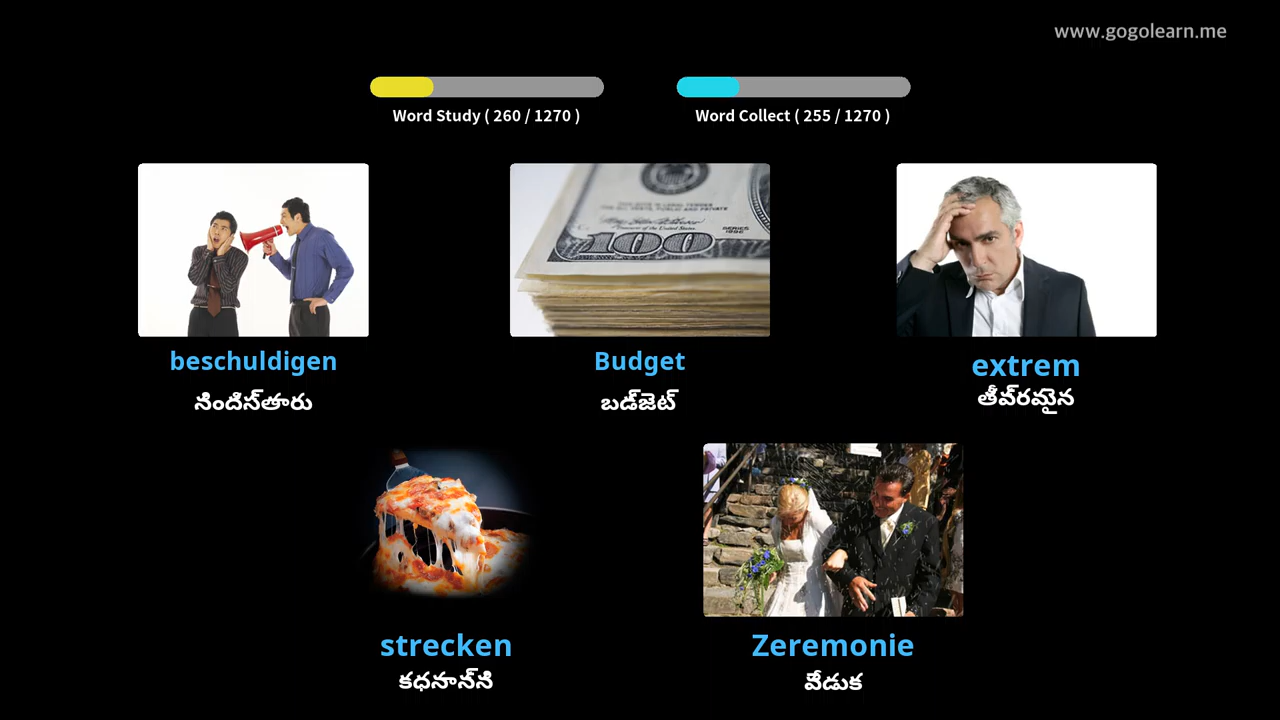 www.gogolearn.me
Word Study ( 260 / 1270 )
Word Collect ( 255 / 1270 )
100
beschuldigen
Budget
extrem
నిందిస్‌తారు
బడ్‌జెట్
తీవ్‌రమైన
strecken
Zeremonie
కధనాన్‌ని
వేడుక